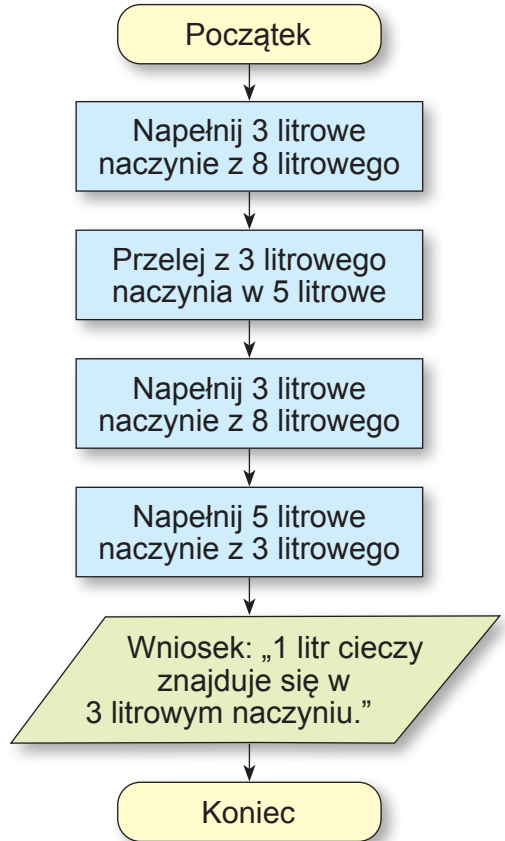 Początek
Napełnij 3 litrowe
naczynie z 8 litrowego
Przelej z 3 litrowego
naczynia w 5 litrowe
Napełnij 3 litrowe
naczynie z 8 litrowego
Napełnij 5 litrowe
naczynie z 3 litrowego
Wniosek: „1 litr cieczy
znajduje się w
3 litrowym naczyniu.”
Koniec